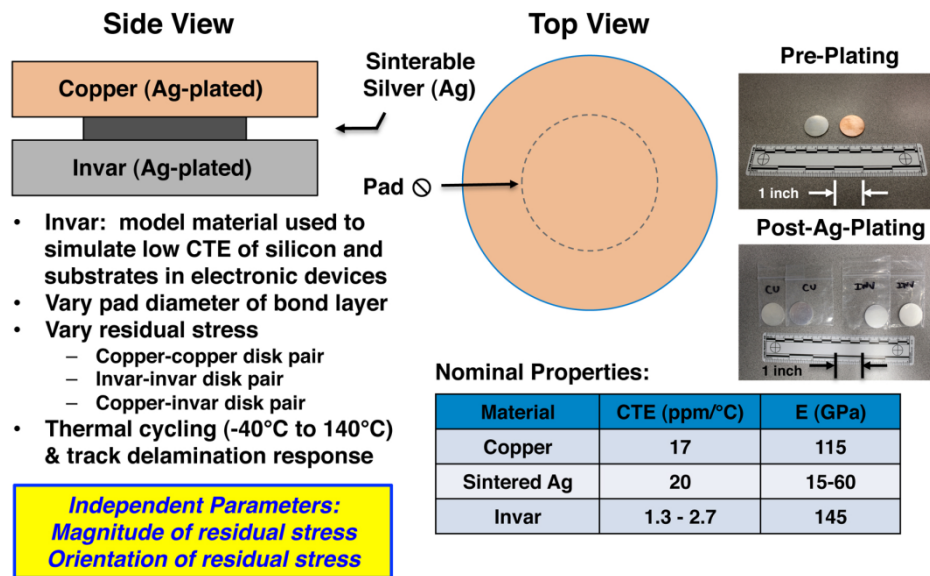 Side View
Copper (Ag-plated)
Invar (Ag-plated)
Sinterable
Silver (Ag)
Top View
Pad ⦸
Pre-Plating
1 inch
Post-Ag-Plating
CU
CU
INV
INV
1 inch
• Invar: model material used to
simulate low CTE of silicon and
substrates in electronic devices
• Vary pad diameter of bond layer
• Vary residual stress
– Copper-copper disk pair
– Invar-invar disk pair
– Copper-invar disk pair
• Thermal cycling (-40°C to 140°C)
& track delamination response
Independent Parameters:
Magnitude of residual stress
Orientation of residual stress
Nominal Properties:
Material CTE (ppm/°C) E (GPa)
Copper 17 115
Sintered Ag 20 15-60
Invar 1.3 - 2.7 145